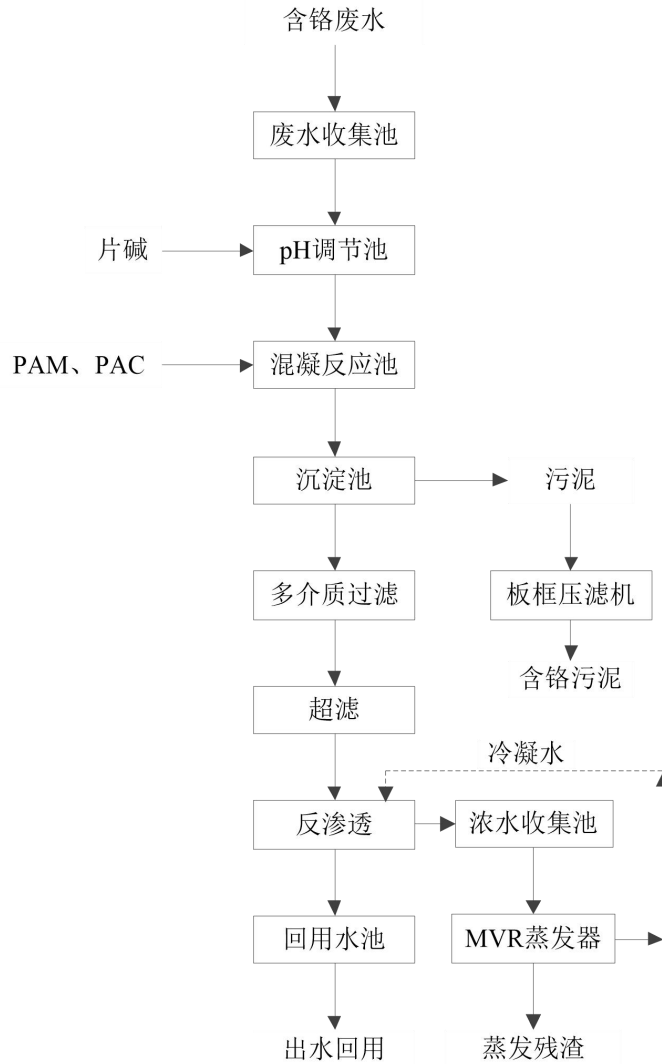 含铬废水
废水收集池
片碱
pH调节池
PAM、PAC
混凝反应池
沉淀池
污泥
多介质过滤
板框压滤机
含铬污泥
超滤
冷凝水
反渗透
浓水收集池
回用水池
MVR蒸发器
出水回用
蒸发残渣